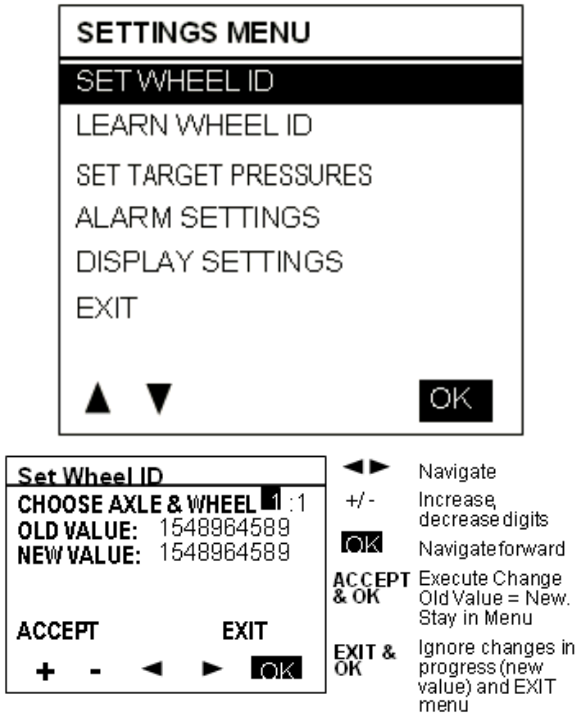 SETTINGS MENU
SET WHEEL ID
LEARN WHEEL ID
SET TARGET PRESSURES
ALARM SETTINGS
DISPLAY SETTINGS
EXIT
▲ ▼ OK
Set Wheel ID
CHOOSE AXLE & WHEEL 1 :1
OLD VALUE: 1548964589
NEW VALUE: 1548964589
ACCEPT EXIT
+ - ◄ ► OK
◄► Navigate
+/- Increase,
decrease digits
OK Navigate forward
ACCEPT Execute Change
& OK Old Value = New.
Stay in Menu
EXIT & Ignore changes in
OK progress (new
value) and EXIT
menu